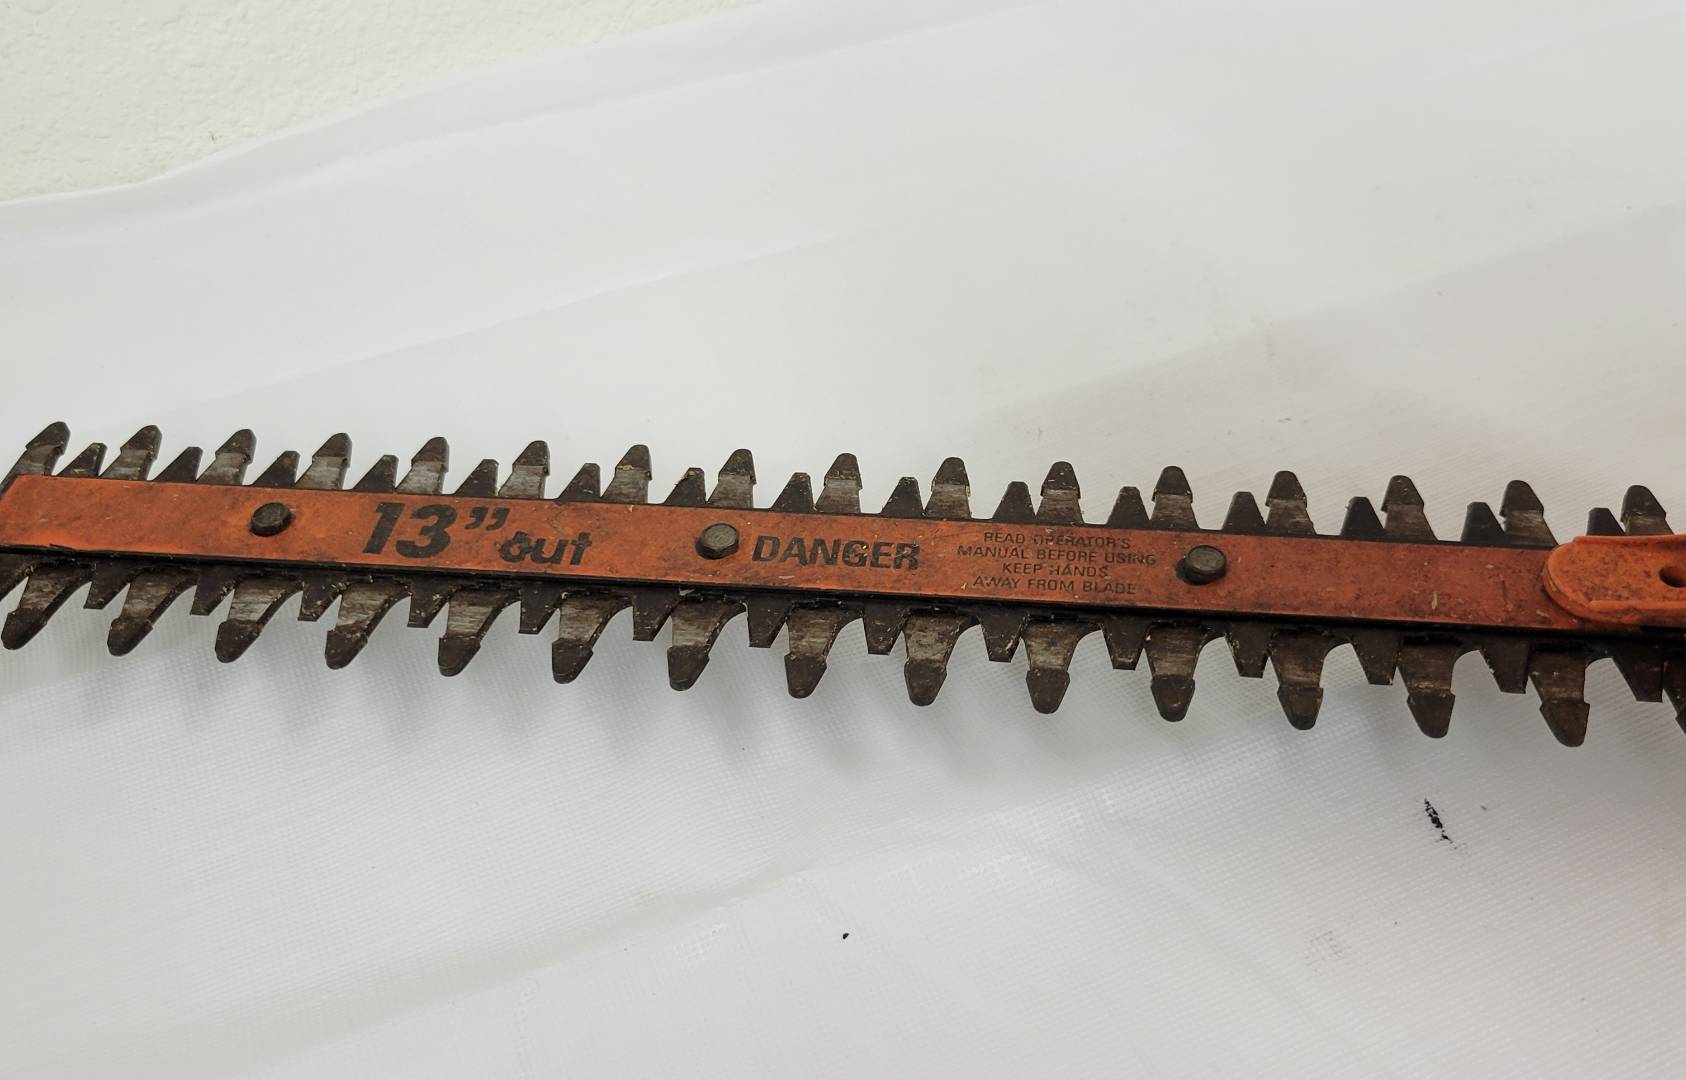 13” cut
DANGER
READ OPERATOR'S
MANUAL BEFORE USING
KEEP HANDS
AWAY FROM BLADE